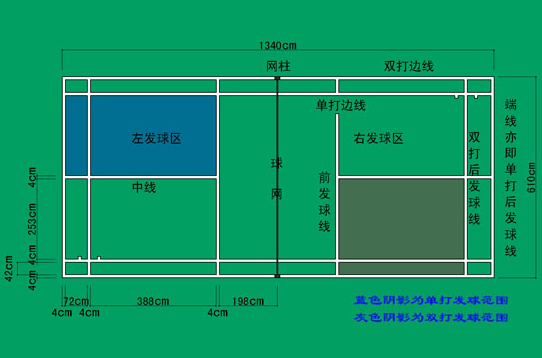 1340cm
网柱
双打边线
单打边线
左发球区
右发球区
端线亦即单打后发球线
双打后发球线
球网
前发球线
中线
610cm
4cm
253cm
4cm
42cm
4cm
72cm
388cm
198cm
4cm
4cm
4cm
蓝色阴影为单打发球范围
灰色阴影为双打发球范围